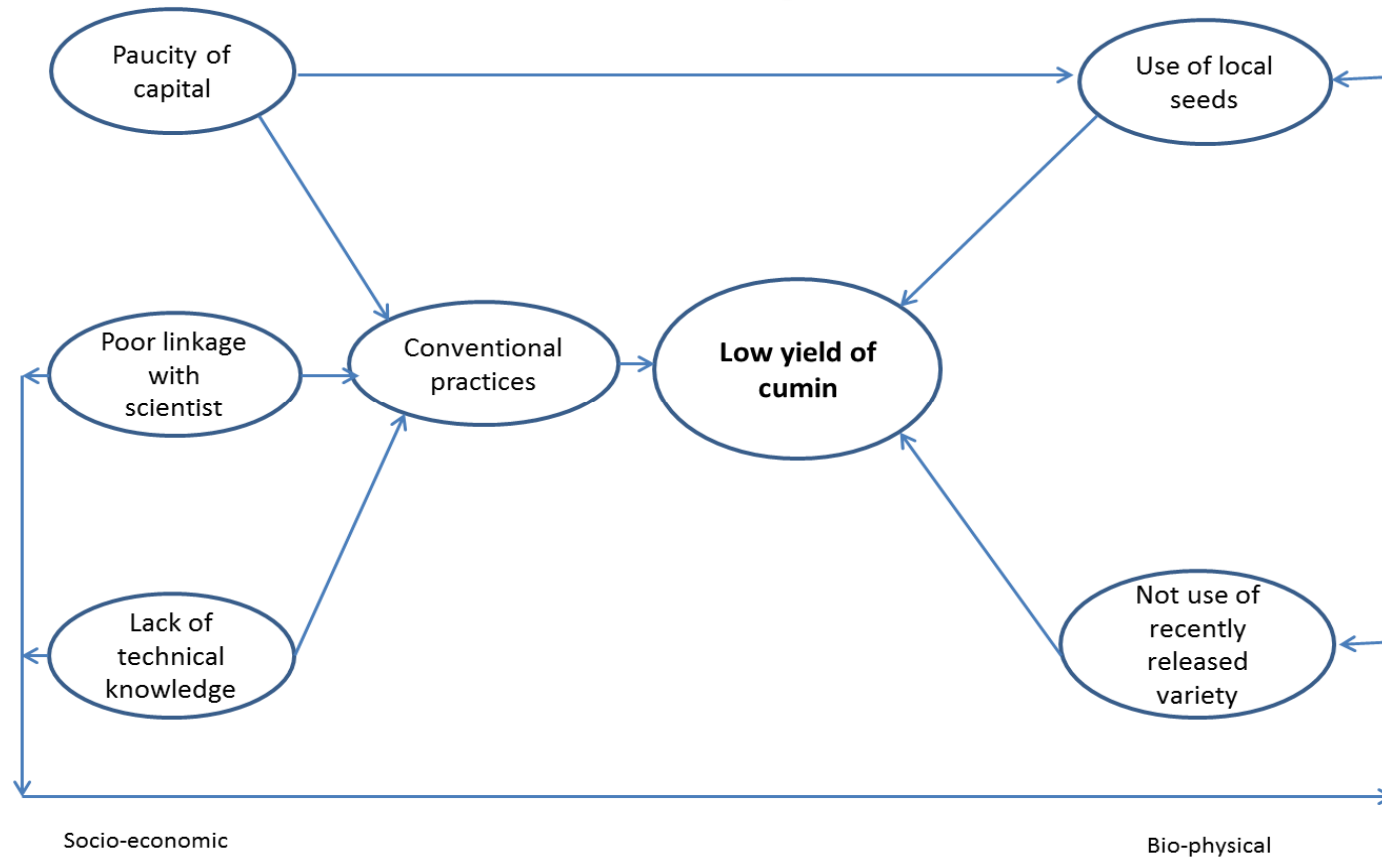 Paucity of
capital
Use of local
seeds
Poor linkage
with
scientist
Conventional
practices
Low yield of
cumin
Lack of
technical
knowledge
Not use of
recently
released
variety
Socio-economic
Bio-physical